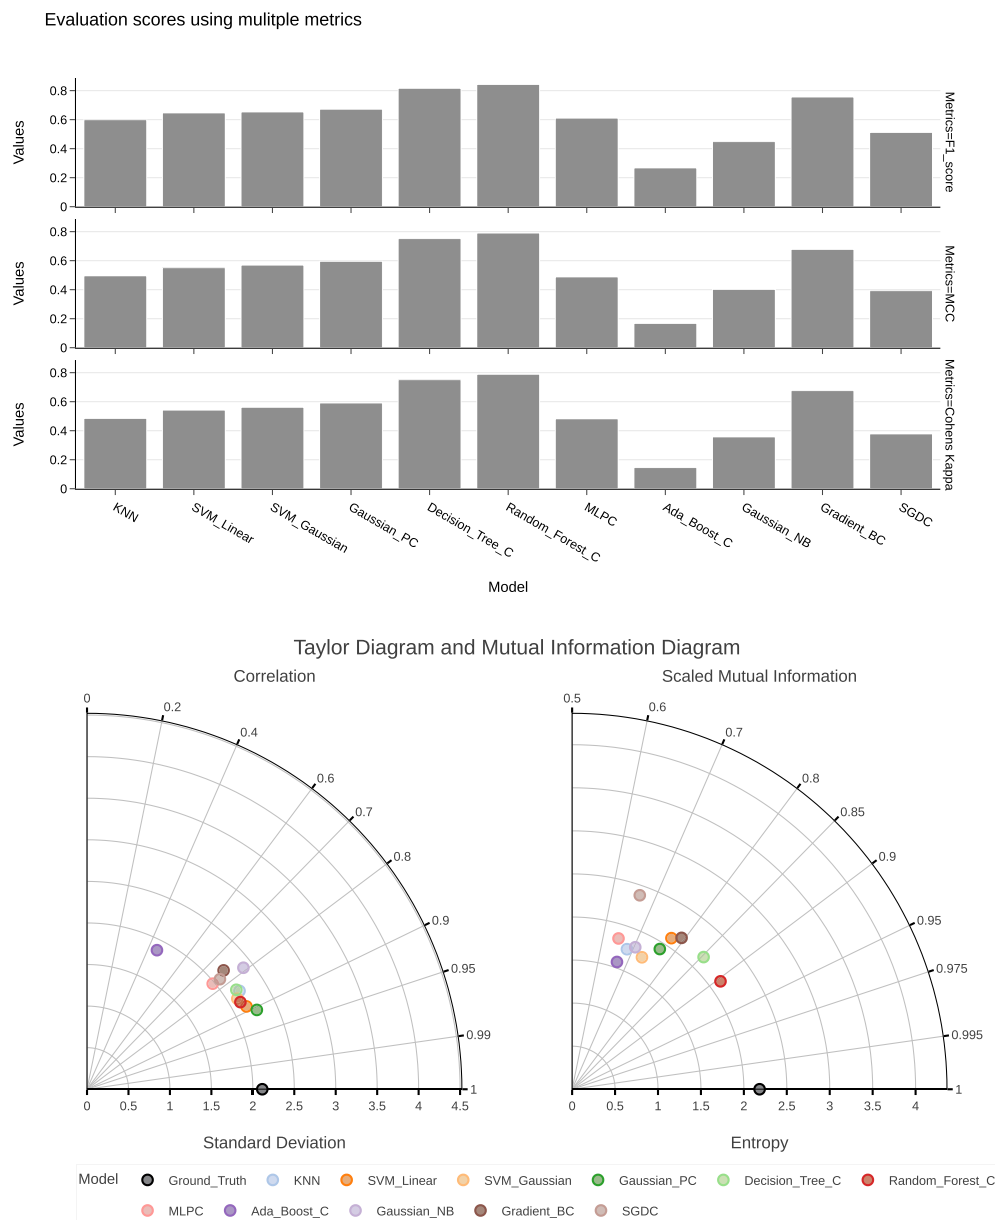 Evaluation scores using mulitple metrics
0.8
0.6
0.4
0.2
0
Values
Metrics=F1_score
0.8
0.6
0.4
0.2
0
Values
Metrics=MCC
0.8
0.6
0.4
0.2
0
Values
Metrics=Cohens Kappa
KNN
SVM_Linear
SVM_Gaussian
Gaussian_PC
Decision_Tree_C
Random_Forest_C
MLPC
Ada_Boost_C
Gaussian_NB
Gradient_BC
SGDC
Model
Taylor Diagram and Mutual Information Diagram
Correlation
0
0.2
0.4
0.6
0.7
0.8
0.9
0.95
0.99
1
0 0.5 1 1.5 2 2.5 3 3.5 4 4.5
Standard Deviation
Scaled Mutual Information
0.5
0.6
0.7
0.8
0.85
0.9
0.95
0.975
0.995
1
0 0.5 1 1.5 2 2.5 3 3.5 4
Entropy
Model Ground_Truth KNN SVM_Linear SVM_Gaussian Gaussian_PC Decision_Tree_C Random_Forest_C
MLPC Ada_Boost_C Gaussian_NB Gradient_BC SGDC